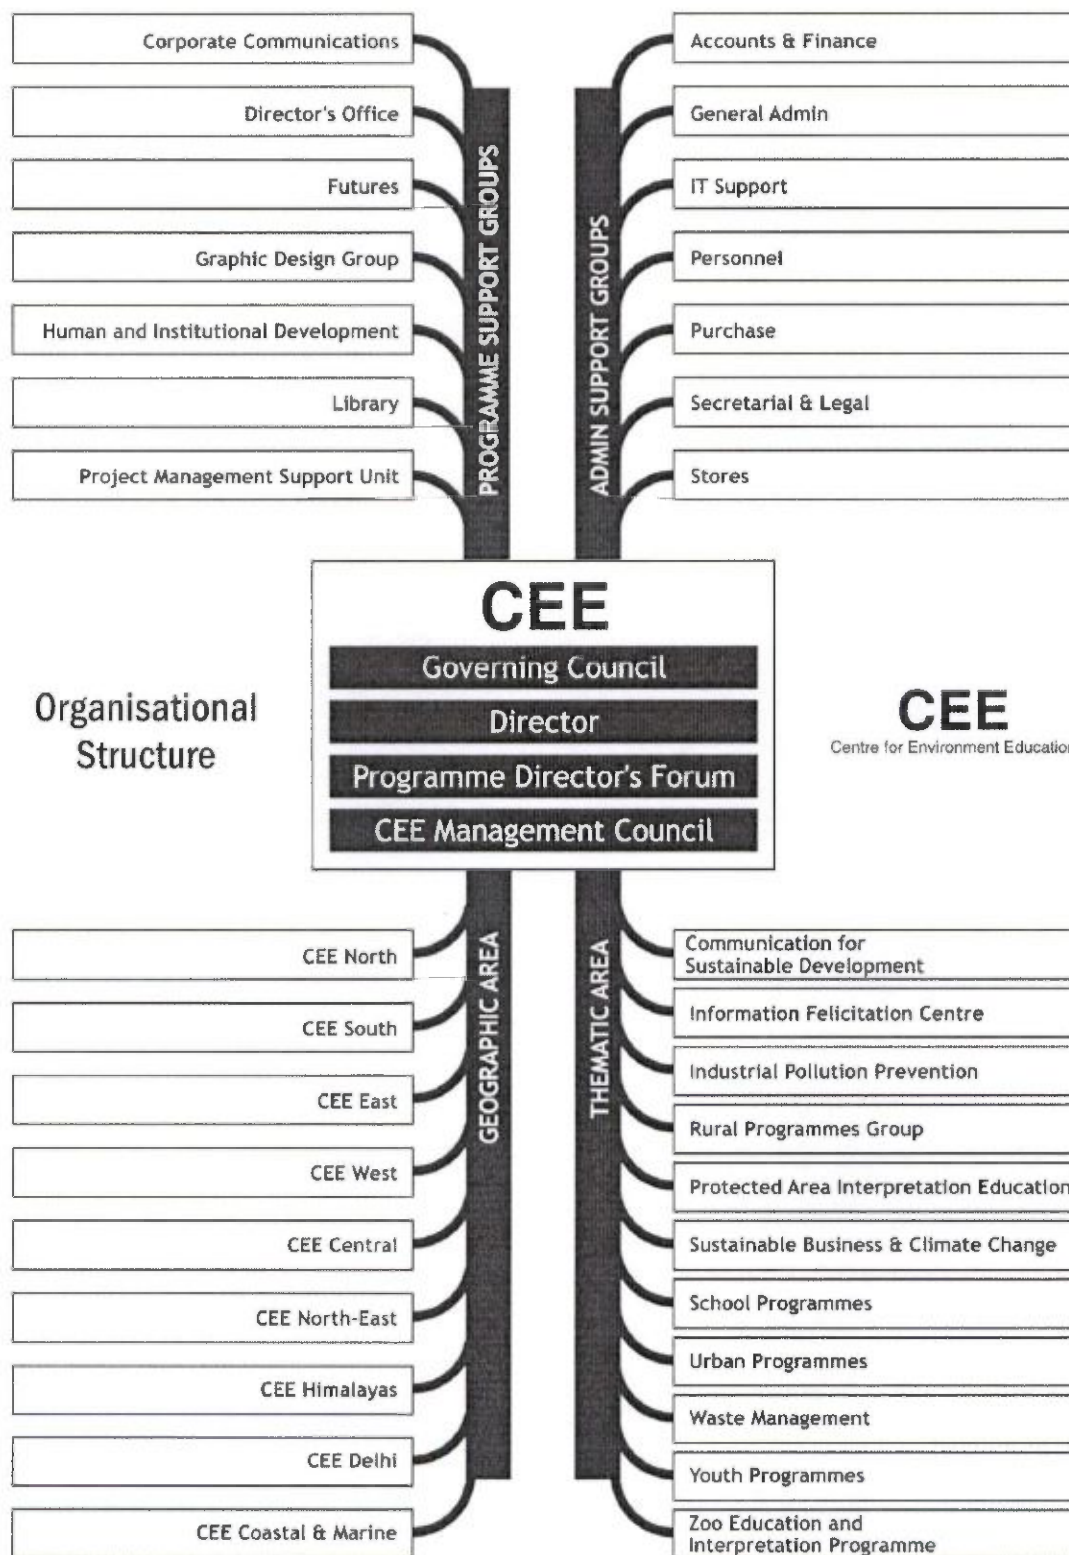 Corporate Communications
Director's Office
Futures
Graphic Design Group
Human and Institutional Development
Library
Project Management Support Unit
PROGRAMME SUPPORT GROUPS
ADMIN SUPPORT GROUPS
Accounts & Finance
General Admin
IT Support
Personnel
Purchase
Secretarial & Legal
Stores
Organisational
Structure
CEE
Governing Council
Director
Programme Director's Forum
CEE Management Council
CEE
Centre for Environment Education
CEE North
CEE South
CEE East
CEE West
CEE Central
CEE North-East
CEE Himalayas
CEE Delhi
CEE Coastal & Marine
GEOGRAPHIC AREA
THEMATIC AREA
Communication for
Sustainable Development
Information Felicitation Centre
Industrial Pollution Prevention
Rural Programmes Group
Protected Area Interpretation Education
Sustainable Business & Climate Change
School Programmes
Urban Programmes
Waste Management
Youth Programmes
Zoo Education and
Interpretation Programme